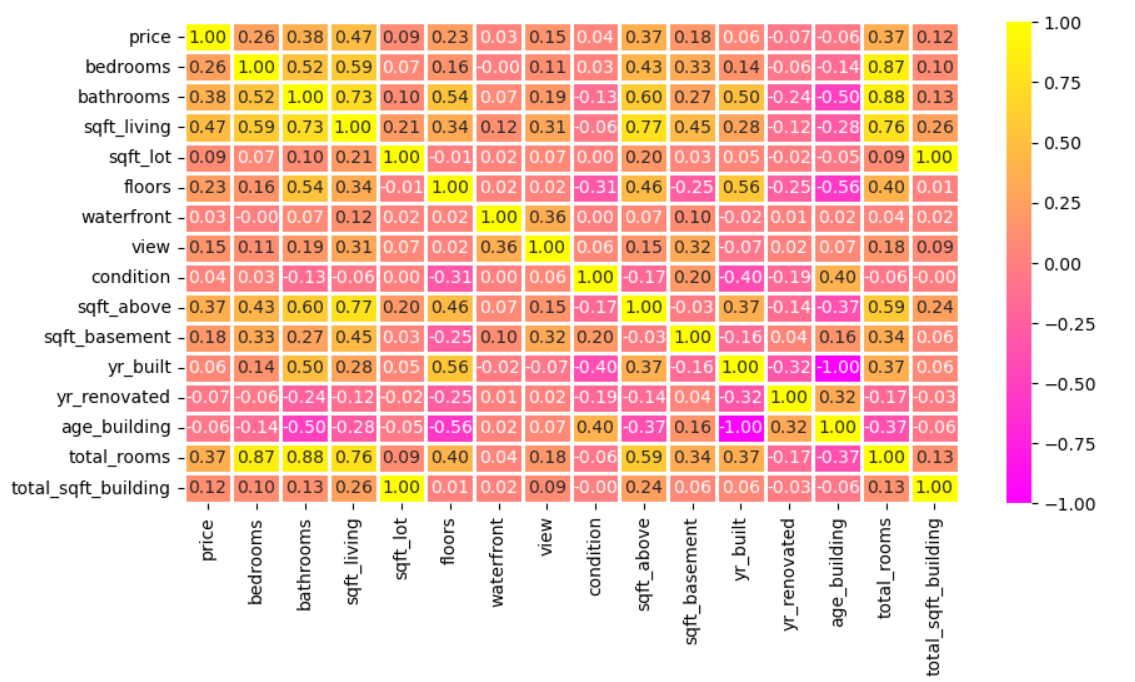 price 1.00 0.26 0.38 0.47 0.09 0.23 0.03 0.15 0.04 0.37 0.18 0.06 -0.07 -0.06 0.37 0.12
bedrooms 0.26 1.00 0.52 0.59 0.07 0.16 -0.00 0.11 0.03 0.43 0.33 0.14 -0.06 -0.14 0.87 0.10
bathrooms 0.38 0.52 1.00 0.73 0.10 0.54 0.07 0.19 -0.13 0.60 0.27 0.50 -0.24 -0.50 0.88 0.13
sqft_living 0.47 0.59 0.73 1.00 0.21 0.34 0.12 0.31 -0.06 0.77 0.45 0.28 -0.12 -0.28 0.76 0.26
sqft_lot 0.09 0.07 0.10 0.21 1.00 -0.01 0.02 0.07 0.00 0.20 0.03 0.05 -0.02 -0.05 0.09 1.00
floors 0.23 0.16 0.54 0.34 -0.01 1.00 0.02 0.02 -0.31 0.46 -0.25 0.56 -0.25 -0.56 0.40 0.01
waterfront 0.03 -0.00 0.07 0.12 0.02 0.02 1.00 0.36 0.00 0.07 0.10 -0.02 0.01 0.02 0.04 0.02
view 0.15 0.11 0.19 0.31 0.07 0.02 0.36 1.00 0.06 0.15 0.32 -0.07 0.02 0.07 0.18 0.09
condition 0.04 0.03 -0.13 -0.06 0.00 -0.31 0.00 0.06 1.00 -0.17 0.20 -0.40 -0.19 0.40 -0.06 -0.00
sqft_above 0.37 0.43 0.60 0.77 0.20 0.46 0.07 0.15 -0.17 1.00 -0.03 0.37 -0.14 -0.37 0.59 0.24
sqft_basement 0.18 0.33 0.27 0.45 0.03 -0.25 0.10 0.32 0.20 -0.03 1.00 -0.16 0.04 0.16 0.34 0.06
yr_built 0.06 0.14 0.50 0.28 0.05 0.56 -0.02 -0.07 -0.40 0.37 -0.16 1.00 -0.32 -1.00 0.37 0.06
yr_renovated -0.07 -0.06 -0.24 -0.12 -0.02 -0.25 0.01 0.02 -0.19 -0.14 0.04 -0.32 1.00 0.32 -0.17 -0.03
age_building -0.06 -0.14 -0.50 -0.28 -0.05 -0.56 0.02 0.07 0.40 -0.37 0.16 -1.00 0.32 1.00 -0.37 -0.06
total_rooms 0.37 0.87 0.88 0.76 0.09 0.40 0.04 0.18 -0.06 0.59 0.34 0.37 -0.17 -0.37 1.00 0.13
total_sqft_building 0.12 0.10 0.13 0.26 1.00 0.01 0.02 0.09 -0.00 0.24 0.06 0.06 -0.03 -0.06 0.13 1.00
price
bedrooms
bathrooms
sqft_living
sqft_lot
floors
waterfront
view
condition
sqft_above
sqft_basement
yr_built
yr_renovated
age_building
total_rooms
total_sqft_building
1.00
0.75
0.50
0.25
0.00
−0.25
−0.50
−0.75
−1.00